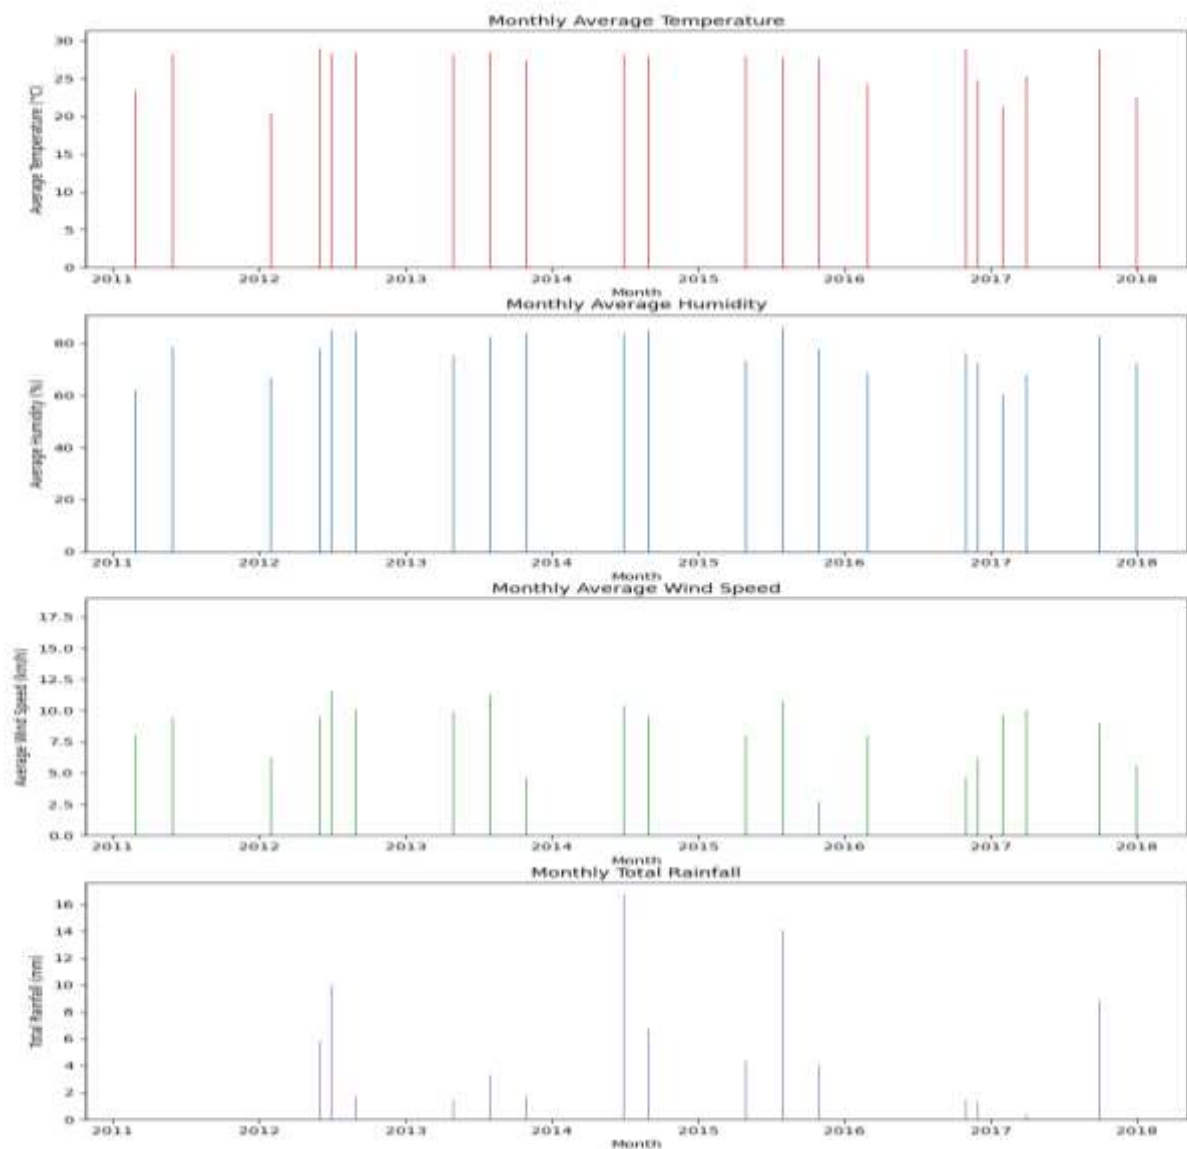 Monthly Average Temperature
30
25
20
15
10
5
0
Average Temperature (°C)
2011 2012 2013 2014 2015 2016 2017 2018
Month
Monthly Average Humidity
80
60
40
20
0
Average Humidity (%)
2011 2012 2013 2014 2015 2016 2017 2018
Month
Monthly Average Wind Speed
17.5
15.0
12.5
10.0
7.5
5.0
2.5
0.0
Average Wind Speed (km/h)
2011 2012 2013 2014 2015 2016 2017 2018
Month
Monthly Total Rainfall
16
14
12
10
8
6
4
2
0
Total Rainfall (mm)
2011 2012 2013 2014 2015 2016 2017 2018
Month